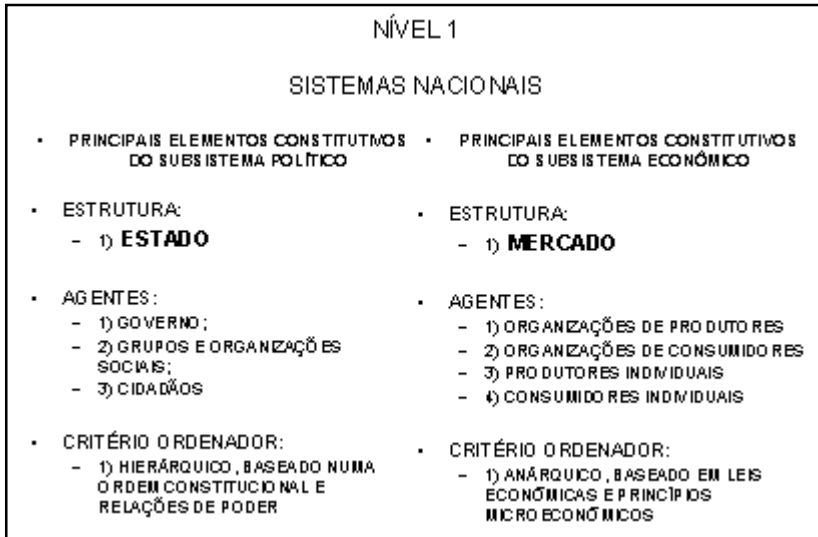 NÍVEL 1
SISTEMAS NACIONAIS
• PRINCIPAIS ELEMENTOS CONSTITUTIVOS
DO SUBSISTEMA POLÍTICO
• ESTRUTURA:
– 1) ESTADO
• AGENTES:
– 1) GOVERNO;
– 2) GRUPOS E ORGANIZAÇÕES
SOCIAIS;
– 3) CIDADÃOS
• CRITÉRIO ORDENADOR:
– 1) HIERÁRQUICO, BASEADO NUMA
ORDEM CONSTITUCIONAL E
RELAÇÕES DE PODER
• PRINCIPAIS ELEMENTOS CONSTITUTIVOS
DO SUBSISTEMA ECONÔMICO
• ESTRUTURA:
– 1) MERCADO
• AGENTES:
– 1) ORGANIZAÇÕES DE PRODUTORES
– 2) ORGANIZAÇÕES DE CONSUMIDORES
– 3) PRODUTORES INDIVIDUAIS
– 4) CONSUMIDORES INDIVIDUAIS
• CRITÉRIO ORDENADOR:
– 1) ANÁRQUICO, BASEADO EM LEIS
ECONÔMICAS E PRINCÍPIOS
MICROECONÔMICOS